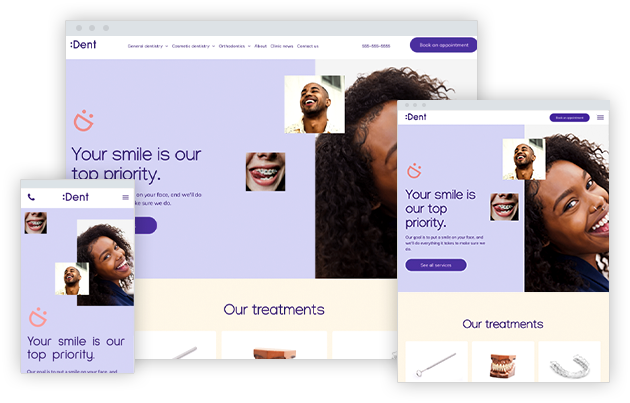 :Dent
General dentistry
Cosmetic dentistry
Orthodontics
About
Clinic news
Contact us
555-555-5555
Book an appointment
Your smile is our
top priority.
on your face, and we'll do
make sure we do.
Our treatments
:Dent
Book an appointment
Your smile is
our top
priority.
Our goal is to put a smile on your face, and
we'll do everything it takes to make sure we
do.
See all services
Our treatments
:Dent
Your smile is our
top priority.
Our goal is to put a smile on your face, and